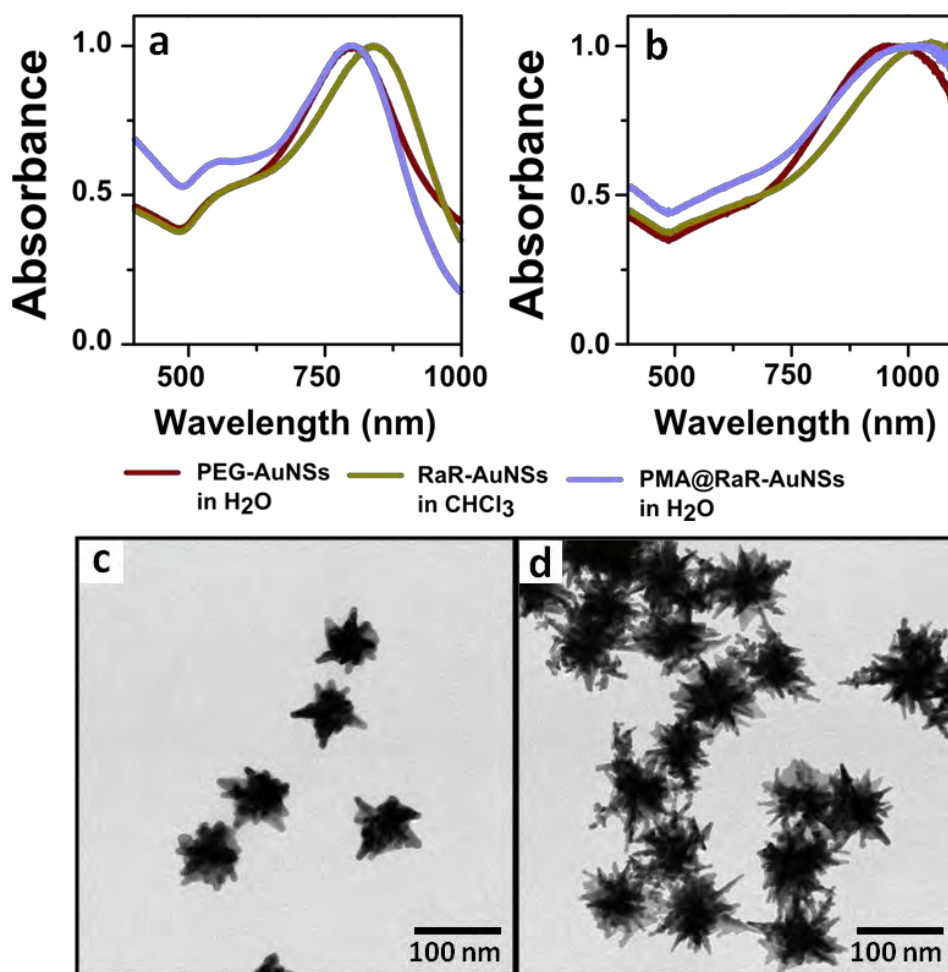 a
b
Absorbance
1.0
0.5
0.0
500
750
1000
Wavelength (nm)
Absorbance
1.0
0.5
0.0
500
750
1000
Wavelength (nm)
PEG-AuNSs
in H₂O
RaR-AuNSs
in CHCl₃
PMA@RaR-AuNSs
in H₂O
c
100 nm
d
100 nm